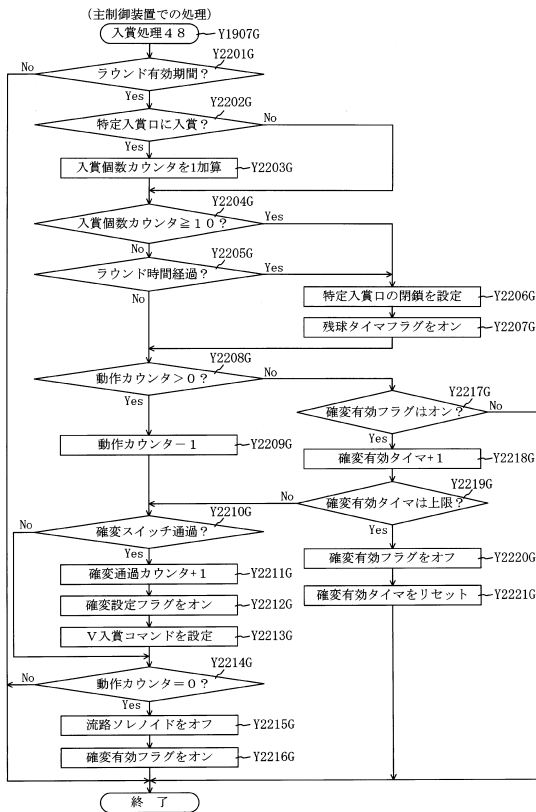 (主制御装置での処理)
入賞処理48
Y1907G
Y2201G
ラウンド有効期間？
No
Yes
Y2202G
特定入賞口に入賞？
No
Yes
入賞個数カウンタを1加算
Y2203G
Y2204G
入賞個数カウンタ≧10？
Yes
No
Y2205G
ラウンド時間経過？
Yes
No
特定入賞口の閉鎖を設定
Y2206G
残球タイマフラグをオン
Y2207G
Y2208G
動作カウンタ＞0？
No
Yes
Y2217G
確変有効フラグはオン？
No
Yes
動作カウンタ－1
Y2209G
確変有効タイマ+1
Y2218G
Y2219G
確変有効タイマは上限？
No
Yes
Y2210G
確変スイッチ通過？
No
Yes
確変有効フラグをオフ
Y2220G
確変通過カウンタ+1
Y2211G
確変有効タイマをリセット
Y2221G
確変設定フラグをオン
Y2212G
V入賞コマンドを設定
Y2213G
Y2214G
動作カウンタ＝0？
No
Yes
流路ソレノイドをオフ
Y2215G
確変有効フラグをオン
Y2216G
終了